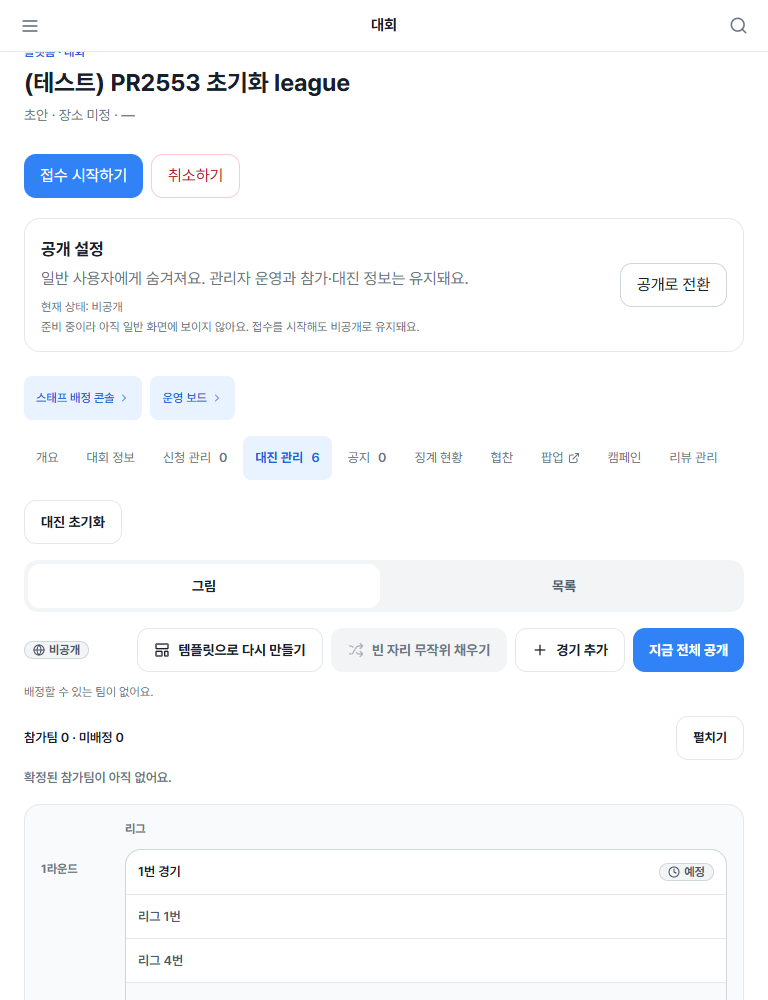 대회
플랫폼 · 대회
(테스트) PR2553 초기화 league
초안 · 장소 미정 · —
접수 시작하기
취소하기
공개 설정
일반 사용자에게 숨겨져요. 관리자 운영과 참가·대진 정보는 유지돼요.
현재 상태: 비공개
준비 중이라 아직 일반 화면에 보이지 않아요. 접수를 시작해도 비공개로 유지돼요.
공개로 전환
스태프 배정 콘솔
운영 보드
개요 대회 정보 신청 관리 0 대진 관리 6 공지 0 징계 현황 협찬 팝업 캠페인 리뷰 관리
대진 초기화
그림 목록
비공개
템플릿으로 다시 만들기
빈 자리 무작위 채우기
경기 추가
지금 전체 공개
배정할 수 있는 팀이 없어요.
참가팀 0 · 미배정 0
펼치기
확정된 참가팀이 아직 없어요.
리그
1라운드
1번 경기
예정
리그 1번
리그 4번